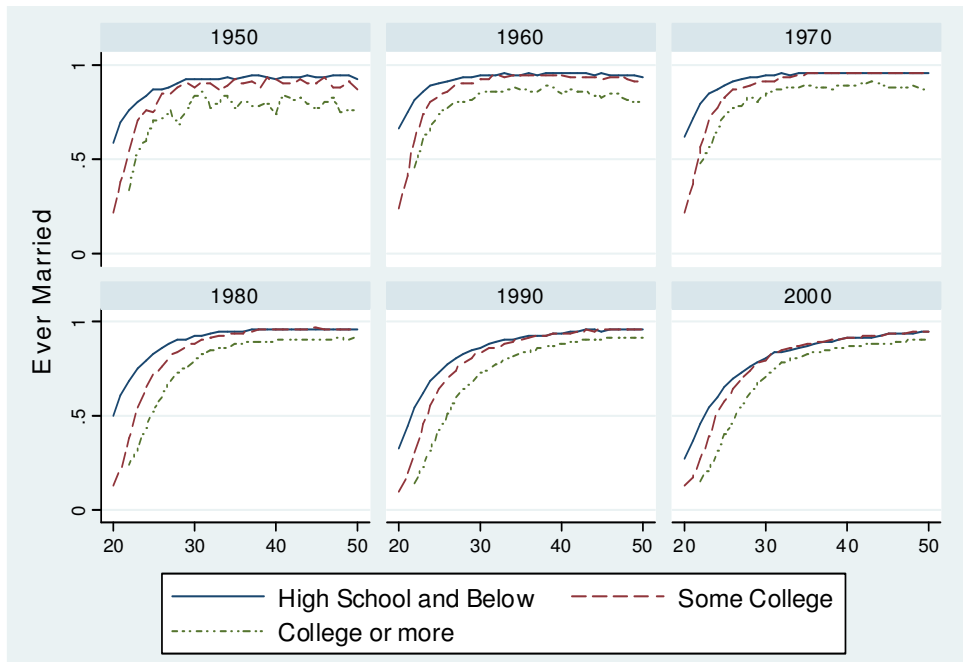 1950 1960 1970
1
.5
0
1980 1990 2000
1
.5
0
20 30 40 50 20 30 40 50 20 30 40 50
Ever Married
High School and Below Some College
College or more